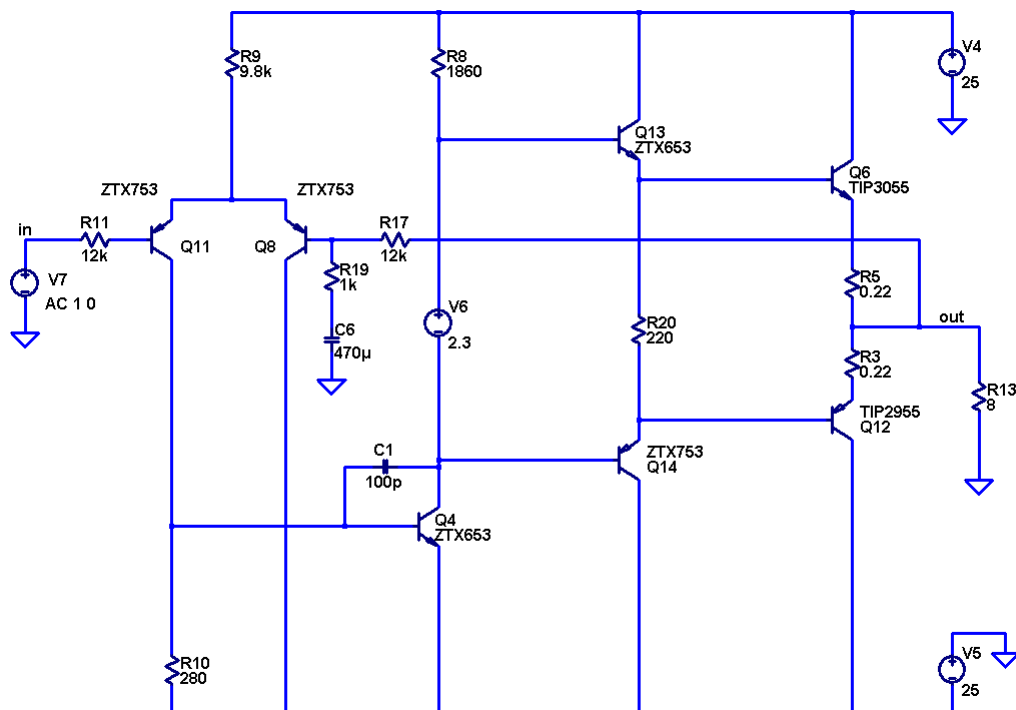 R9
9.8k
R8
1860
V4
25
Q13
ZTX653
Q6
TIP3055
ZTX753
ZTX753
in
R11
12k
Q11
Q8
R17
12k
R19
1k
V7
AC 1 0
C6
470µ
V6
2.3
R20
220
R5
0.22
out
R3
0.22
R13
8
TIP2955
Q12
C1
100p
ZTX753
Q14
Q4
ZTX653
R10
280
V5
25